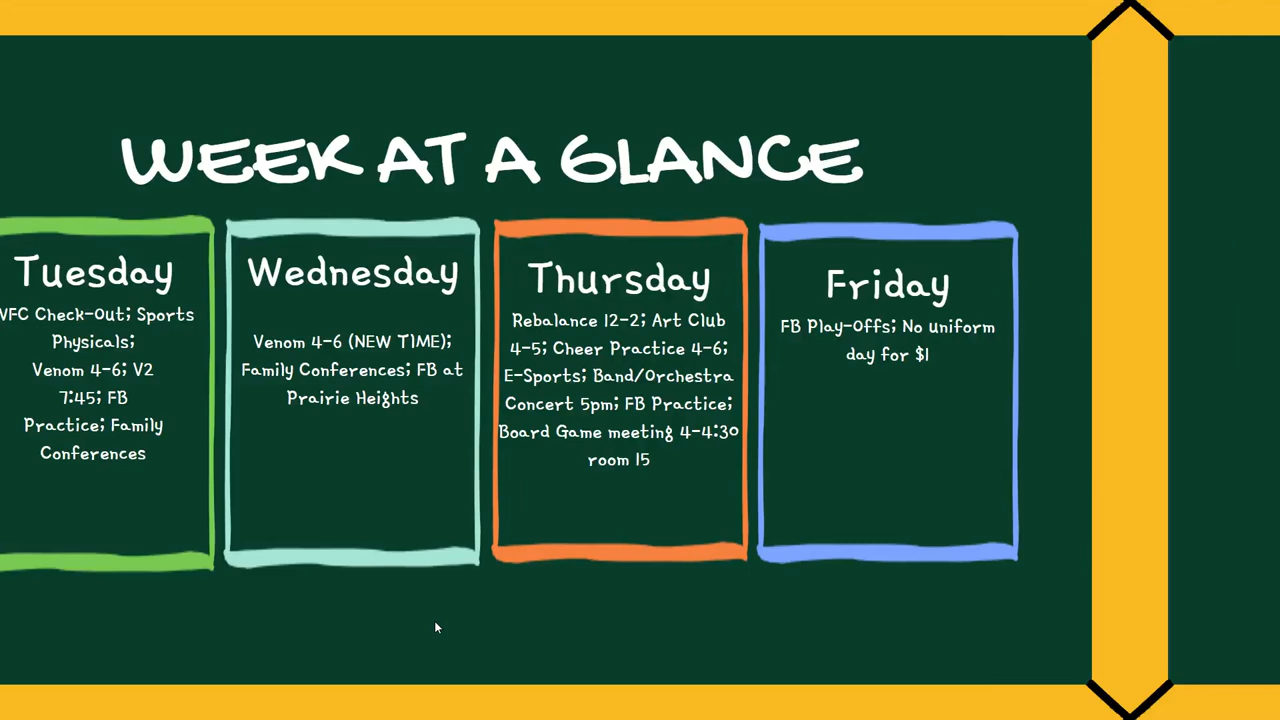 WEEK AT A GLANCE
Tuesday
Check-Out; Sports
Physicals;
Venom 4-6; V2
7:45; FB
Practice; Family
Conferences
Wednesday
Venom 4-6 (NEW TIME);
Family Conferences; FB at
Prairie Heights
Thursday
Rebalance 12-2; Art Club
4-5; Cheer Practice 4-6;
E-Sports; Band/Orchestra
Concert 5pm; FB Practice;
Board Game meeting 4-4:30
room 15
Friday
FB Play-Offs; No uniform
day for $1